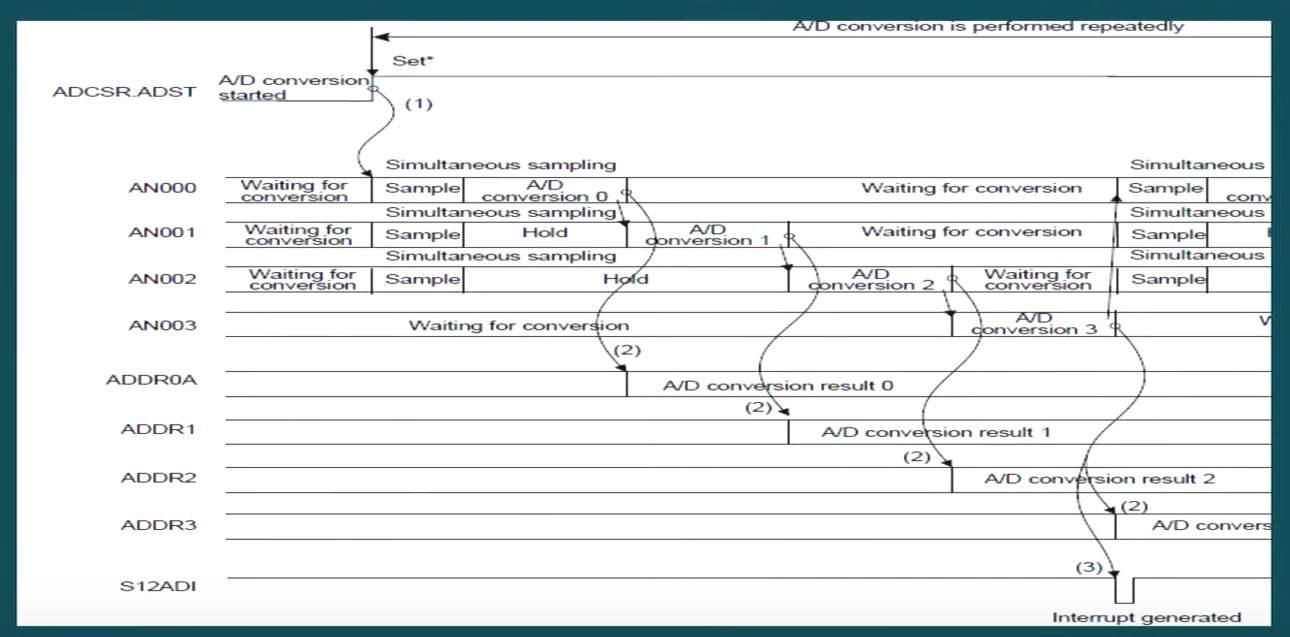 A/D conversion is performed repeatedly
Set*
ADCSR.ADST
A/D conversion
started
(1)
Simultaneous sampling
Simultaneous
AN000
Waiting for
conversion
Sample
A/D
conversion 0
Waiting for conversion
Sample
conv
Simultaneous sampling
Simultaneous
AN001
Waiting for
conversion
Sample
Hold
A/D
conversion 1
Waiting for conversion
Sample
Simultaneous sampling
Simultaneous
AN002
Waiting for
conversion
Sample
Hold
A/D
conversion 2
Waiting for
conversion
Sample
AN003
Waiting for conversion
A/D
conversion 3
(2)
ADDR0A
A/D conversion result 0
(2)
ADDR1
A/D conversion result 1
(2)
ADDR2
A/D conversion result 2
(2)
ADDR3
A/D convers
(3)
S12ADI
Interrupt generated